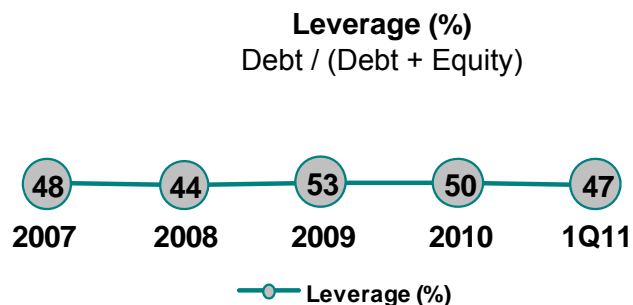 Leverage (%)
Debt / (Debt + Equity)
48 44 53 50 47
2007 2008 2009 2010 1Q11
Leverage (%)